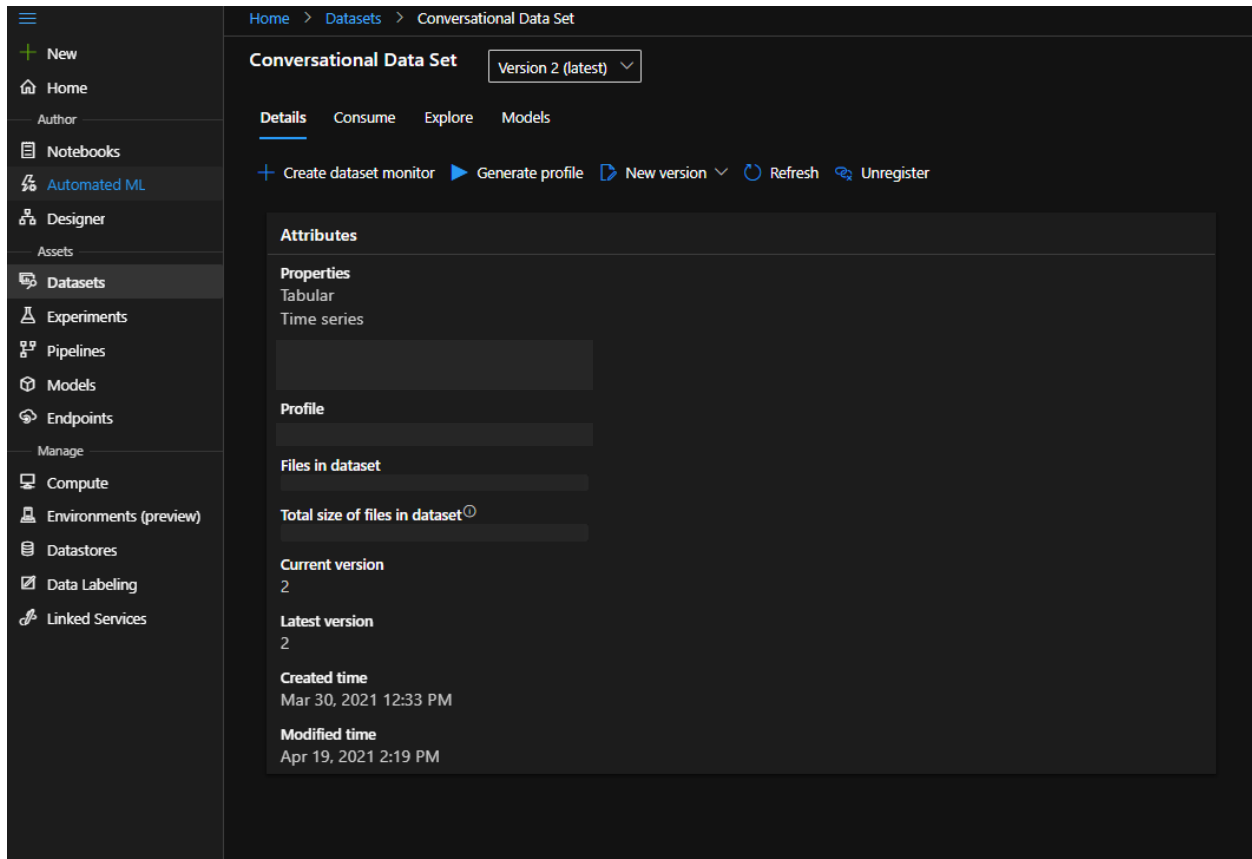 Home > Datasets > Conversational Data Set
New
Home
Author
Notebooks
Automated ML
Designer
Assets
Datasets
Experiments
Pipelines
Models
Endpoints
Manage
Compute
Environments (preview)
Datastores
Data Labeling
Linked Services
Conversational Data Set
Version 2 (latest)
Details Consume Explore Models
Create dataset monitor Generate profile New version Refresh Unregister
Attributes
Properties
Tabular
Time series
Profile
Files in dataset
Total size of files in dataset
Current version
2
Latest version
2
Created time
Mar 30, 2021 12:33 PM
Modified time
Apr 19, 2021 2:19 PM